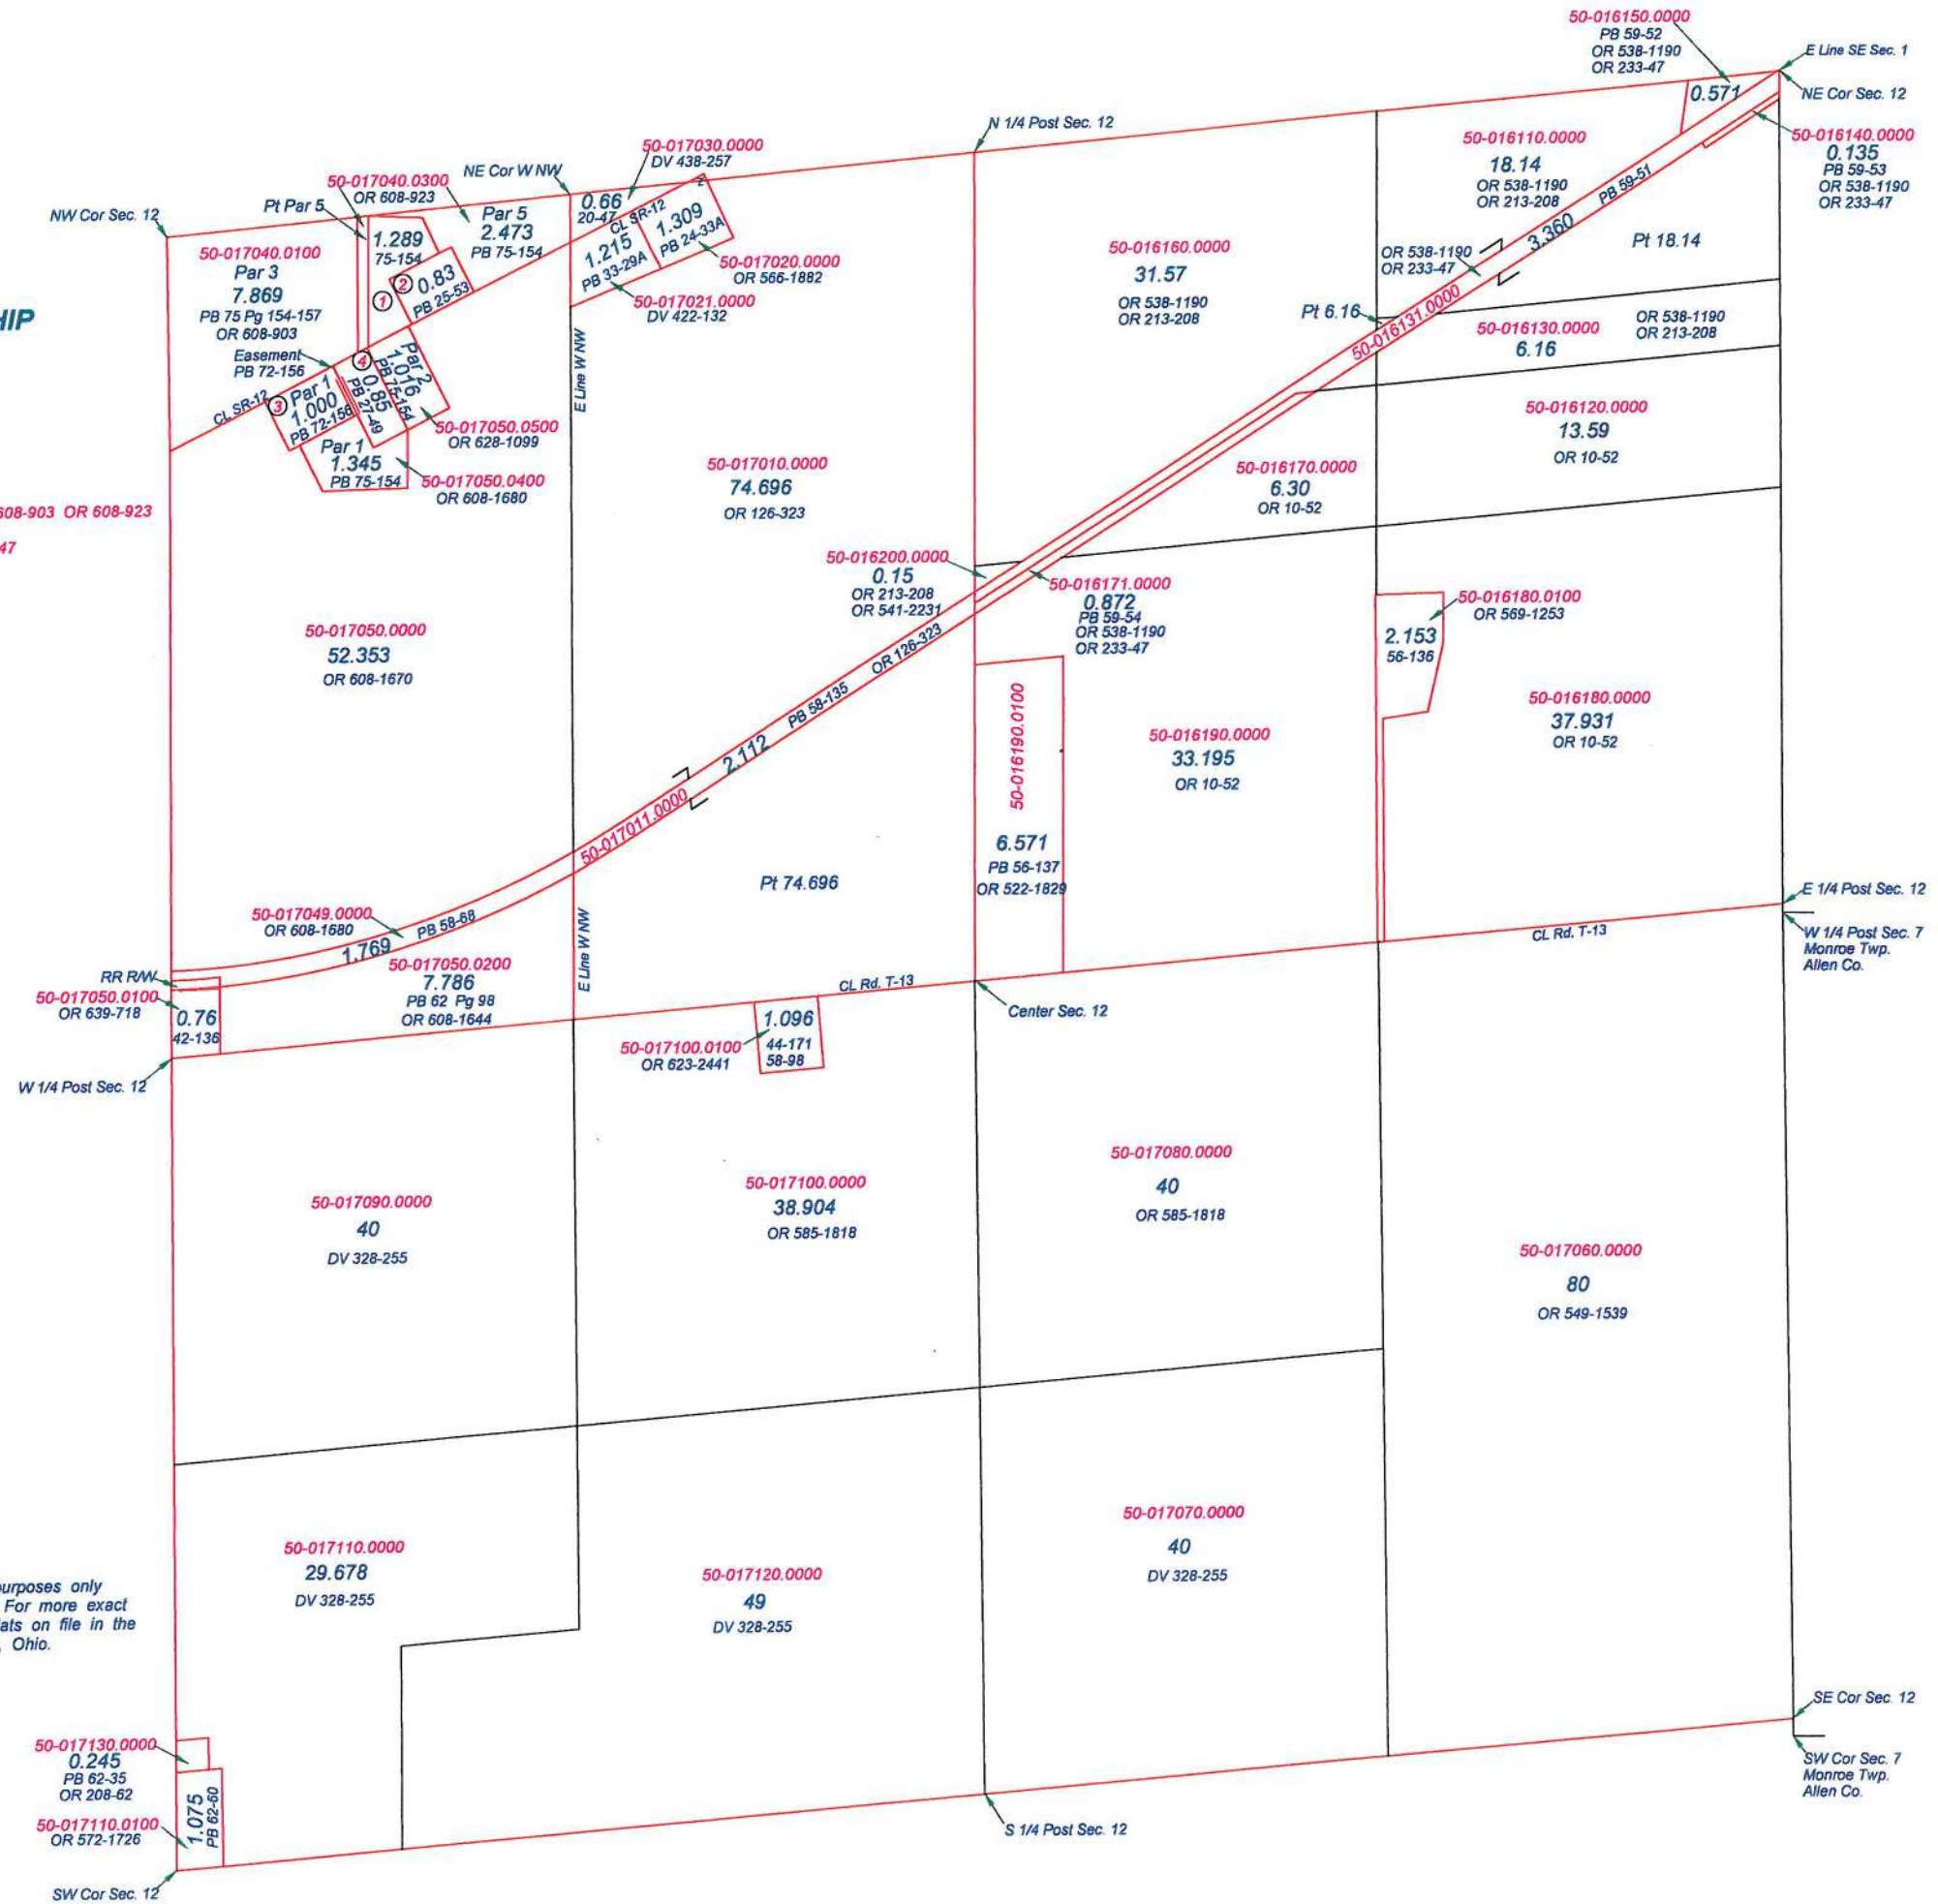 50-016150.0000
PB 59-52
OR 538-1190
OR 233-47
E Line SE Sec. 1
NE Cor Sec. 12
0.571
50-016140.0000
0.135
PB 59-53
OR 538-1190
OR 233-47
N 1/4 Post Sec. 12
50-016110.0000
18.14
OR 538-1190
OR 213-208
PB 59-51
3.360
Pt 18.14
OR 538-1190
OR 233-47
50-017030.0000
DV 438-257
NE Cor W NW
50-017040.0300
OR 608-923
Pt Par 5
NW Cor Sec. 12
Par 5
2.473
PB 75-154
1.289
75-154
0.66
20-47
CL SR-12
2
1.309
PB 24-33A
1.215
PB 33-29A
50-017020.0000
OR 566-1882
50-017021.0000
DV 422-132
50-017040.0100
Par 3
7.869
PB 75 Pg 154-157
OR 608-903
1
2
0.83
PB 25-53
HIP
Easement
PB 72-156
CL SR-12
3
Par 1
1.000
PB 72-156
4
0.85
PB 27-49
Par 2
1.016
PB 75-154
50-017050.0500
OR 628-1099
Par 1
1.345
PB 75-154
50-017050.0400
OR 608-1680
E Line W NW
50-016160.0000
31.57
OR 538-1190
OR 213-208
Pt 6.16
50-016131.0000
50-016130.0000
6.16
OR 538-1190
OR 213-208
50-016120.0000
13.59
OR 10-52
50-017010.0000
74.696
OR 126-323
50-016170.0000
6.30
OR 10-52
608-903 OR 608-923
47
50-016200.0000
0.15
OR 213-208
OR 541-2231
50-016171.0000
0.872
PB 59-54
OR 538-1190
OR 233-47
50-016180.0100
OR 569-1253
2.153
56-136
50-017050.0000
52.353
OR 608-1670
OR 126-323
PB 58-135
2.112
50-017011.0000
50-016190.0100
6.571
PB 56-137
OR 522-1829
50-016190.0000
33.195
OR 10-52
50-016180.0000
37.931
OR 10-52
Pt 74.696
E 1/4 Post Sec. 12
W 1/4 Post Sec. 7
Monroe Twp.
Allen Co.
CL Rd. T-13
50-017049.0000
OR 608-1680
PB 58-68
1.769
E Line W NW
RR R/W
50-017050.0100
OR 639-718
0.76
42-136
50-017050.0200
7.786
PB 62 Pg 98
OR 608-1644
CL Rd. T-13
Center Sec. 12
W 1/4 Post Sec. 12
50-017100.0100
OR 623-2441
1.096
44-171
58-98
50-017090.0000
40
DV 328-255
50-017100.0000
38.904
OR 585-1818
50-017080.0000
40
OR 585-1818
50-017060.0000
80
OR 549-1539
50-017110.0000
29.678
DV 328-255
50-017120.0000
49
DV 328-255
50-017070.0000
40
DV 328-255
urposes only
For more exact
ats on file in the
Ohio.
50-017130.0000
0.245
PB 62-35
OR 208-62
50-017110.0100
OR 572-1726
1.075
PB 62-60
SW Cor Sec. 12
S 1/4 Post Sec. 12
SE Cor Sec. 12
SW Cor Sec. 7
Monroe Twp.
Allen Co.